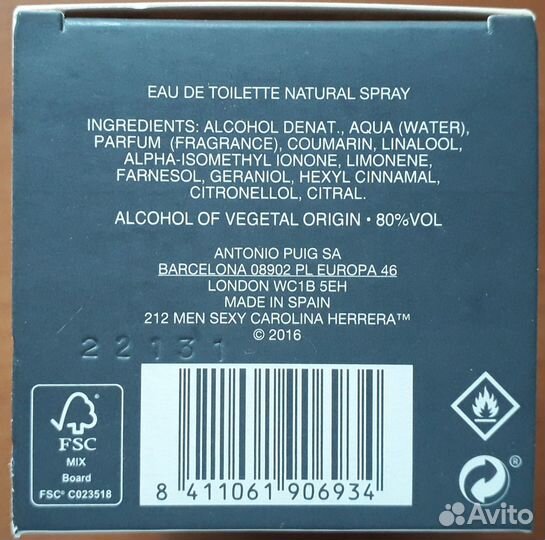 EAU DE TOILETTE NATURAL SPRAY
INGREDIENTS: ALCOHOL DENAT., AQUA (WATER),
PARFUM (FRAGRANCE), COUMARIN, LINALOOL,
ALPHA-ISOMETHYL IONONE, LIMONENE,
FARNESOL, GERANIOL, HEXYL CINNAMAL,
CITRONELLOL, CITRAL.
ALCOHOL OF VEGETAL ORIGIN • 80%VOL
ANTONIO PUIG SA
BARCELONA 08902 PL EUROPA 46
LONDON WC1B 5EH
MADE IN SPAIN
212 MEN SEXY CAROLINA HERRERA™
© 2016
22131
FSC
MIX
Board
FSC® C023518
8 411061 906934
®
Avito